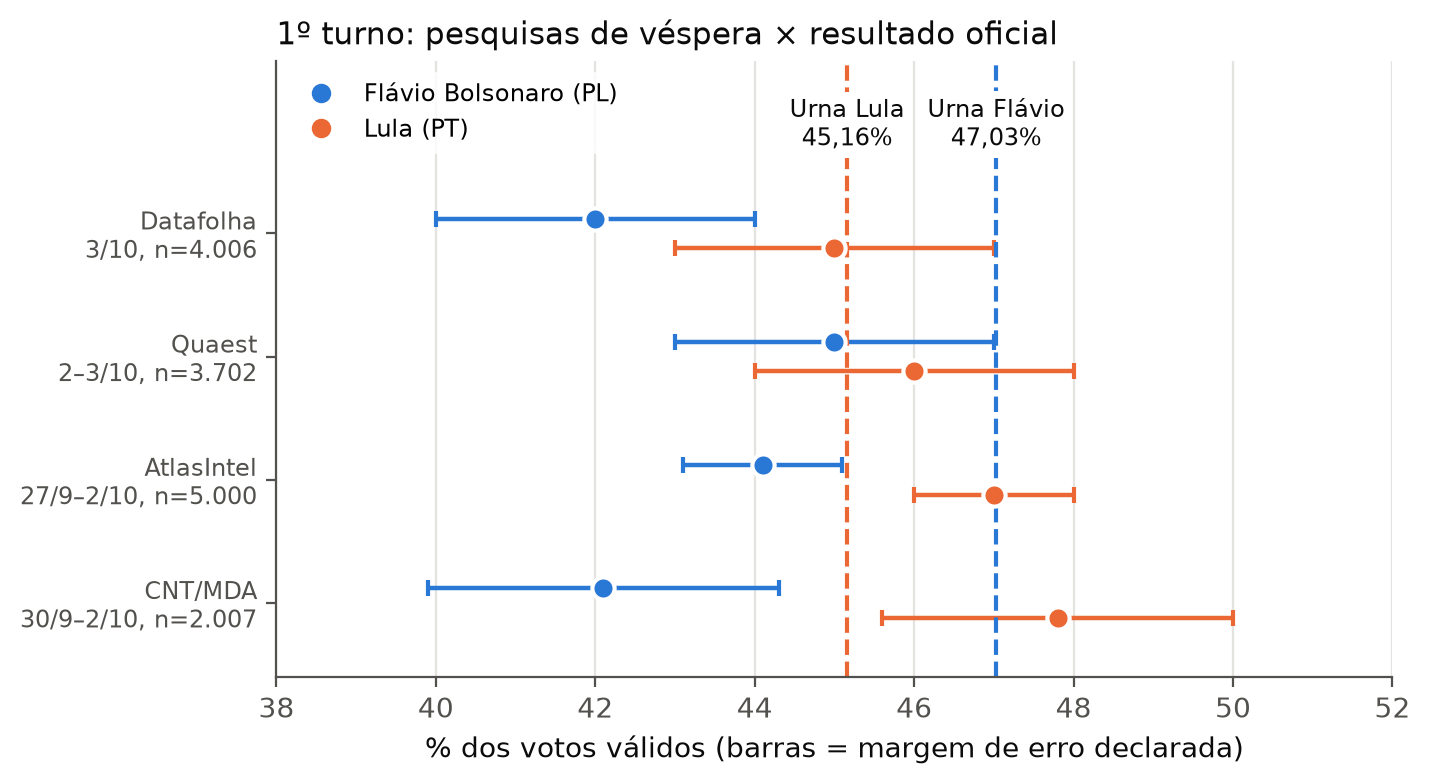 1º turno: pesquisas de véspera × resultado oficial
Flávio Bolsonaro (PL)
Lula (PT)
Urna Lula
45,16%
Urna Flávio
47,03%
Datafolha
3/10, n=4.006
Quaest
2–3/10, n=3.702
AtlasIntel
27/9–2/10, n=5.000
CNT/MDA
30/9–2/10, n=2.007
38 40 42 44 46 48 50 52
% dos votos válidos (barras = margem de erro declarada)